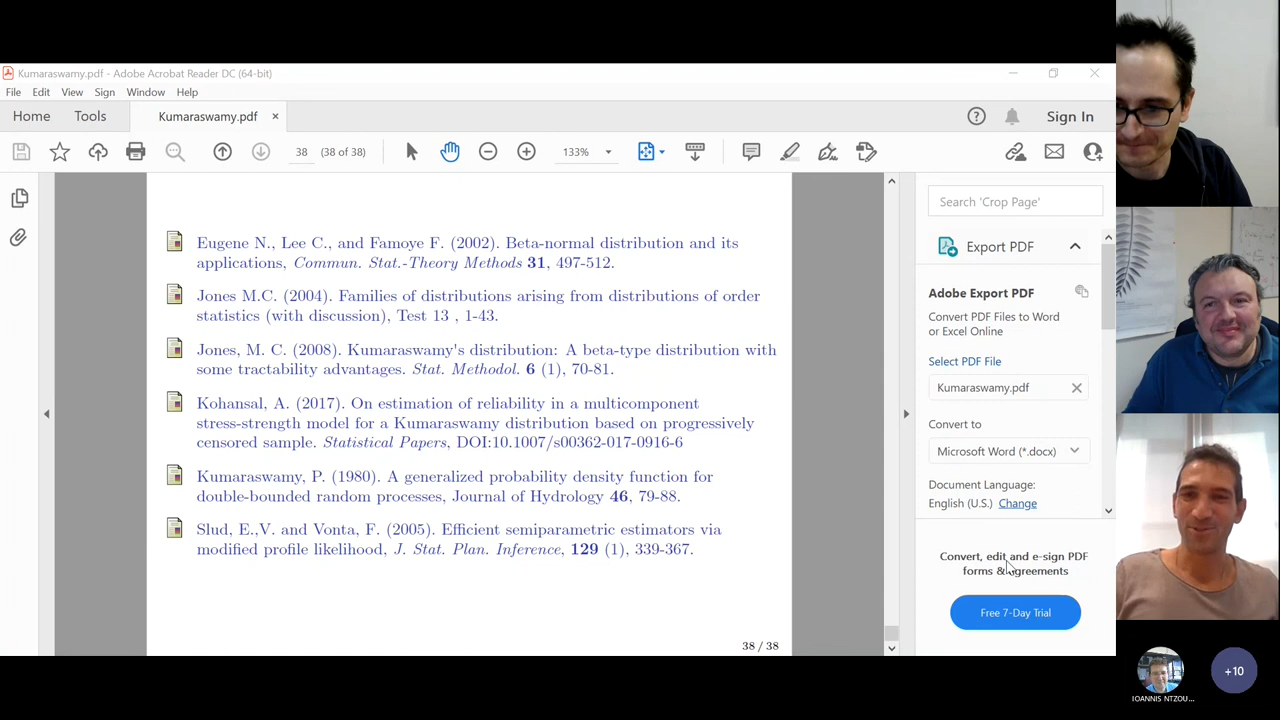 Kumaraswamy.pdf - Adobe Acrobat Reader DC (64-bit)
File Edit View Sign Window Help
Home Tools Kumaraswamy.pdf × Sign In
38 (38 of 38) 133%
Eugene N., Lee C., and Famoye F. (2002). Beta-normal distribution and its
applications, Commun. Stat.-Theory Methods 31, 497-512.
Jones M.C. (2004). Families of distributions arising from distributions of order
statistics (with discussion), Test 13 , 1-43.
Jones, M. C. (2008). Kumaraswamy's distribution: A beta-type distribution with
some tractability advantages. Stat. Methodol. 6 (1), 70-81.
Kohansal, A. (2017). On estimation of reliability in a multicomponent
stress-strength model for a Kumaraswamy distribution based on progressively
censored sample. Statistical Papers, DOI:10.1007/s00362-017-0916-6
Kumaraswamy, P. (1980). A generalized probability density function for
double-bounded random processes, Journal of Hydrology 46, 79-88.
Slud, E.,V. and Vonta, F. (2005). Efficient semiparametric estimators via
modified profile likelihood, J. Stat. Plan. Inference, 129 (1), 339-367.
38 / 38
Search 'Crop Page'
Export PDF
Adobe Export PDF
Convert PDF Files to Word
or Excel Online
Select PDF File
Kumaraswamy.pdf
Convert to
Microsoft Word (*.docx)
Document Language:
English (U.S.) Change
Convert, edit and e-sign PDF
forms & agreements
Free 7-Day Trial
IOANNIS NTZOU...
+10